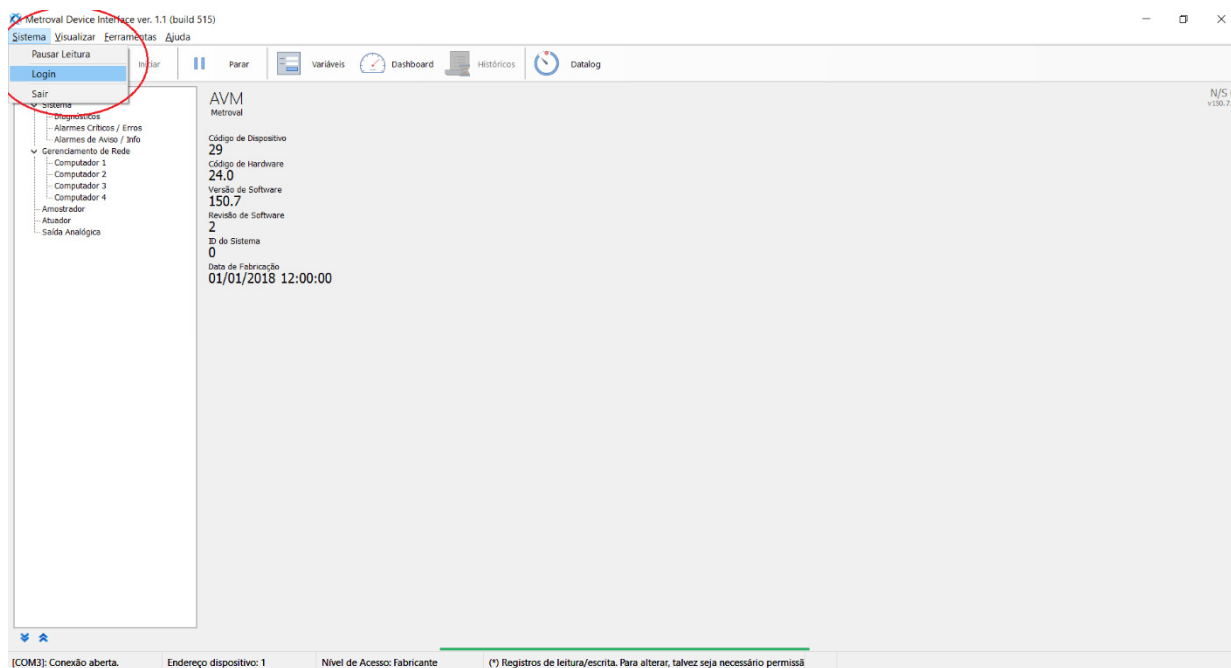 Metroval Device Interface ver. 1.1 (build 515)
Sistema Visualizar Ferramentas Ajuda
Pausar Leitura
Login
Sair
Iniciar Parar Variáveis Dashboard Históricos Datalog
Sistema
Diagnósticos
Alarmes Críticos / Erros
Alarmes de Aviso / Info
Gerenciamento de Rede
Computador 1
Computador 2
Computador 3
Computador 4
Amostrador
Atuador
Saída Analógica
AVM
Metroval
Código de Dispositivo
29
Código de Hardware
24.0
Versão de Software
150.7
Revisão de Software
2
ID do Sistema
0
Data de Fabricação
01/01/2018 12:00:00
N/S
v150.7.
[COM3]: Conexão aberta. Endereço dispositivo: 1 Nível de Acesso: Fabricante (*) Registros de leitura/escrita. Para alterar, talvez seja necessário permissã